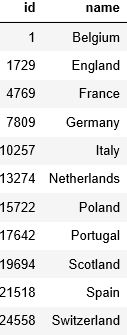 id name
1 Belgium
1729 England
4769 France
7809 Germany
10257 Italy
13274 Netherlands
15722 Poland
17642 Portugal
19694 Scotland
21518 Spain
24558 Switzerland